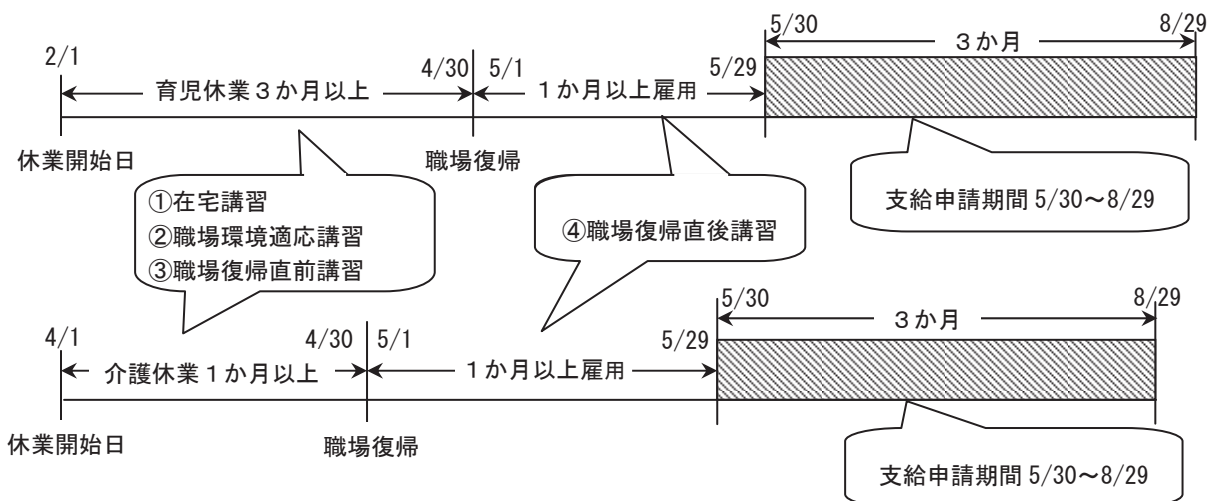 5/30 8/29
3か月
2/1 4/30 5/1 5/29
育児休業3か月以上 1か月以上雇用
休業開始日 職場復帰
①在宅講習
②職場環境適応講習
③職場復帰直前講習
④職場復帰直後講習
支給申請期間 5/30～8/29
5/30 8/29
3か月
4/1 4/30 5/1 5/29
介護休業1か月以上 1か月以上雇用
休業開始日 職場復帰
支給申請期間 5/30～8/29